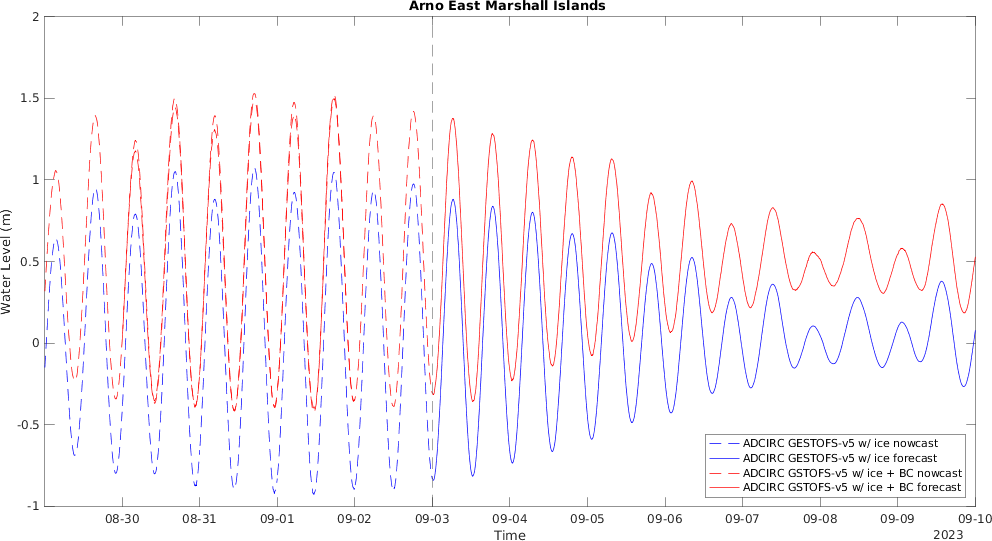 Arno East Marshall Islands
2
1.5
1
0.5
0
-0.5
-1
Water Level (m)
ADCIRC GESTOFS-v5 w/ ice nowcast
ADCIRC GESTOFS-v5 w/ ice forecast
ADCIRC GSTOFS-v5 w/ ice + BC nowcast
ADCIRC GSTOFS-v5 w/ ice + BC forecast
08-30 08-31 09-01 09-02 09-03 09-04 09-05 09-06 09-07 09-08 09-09 09-10
Time
2023